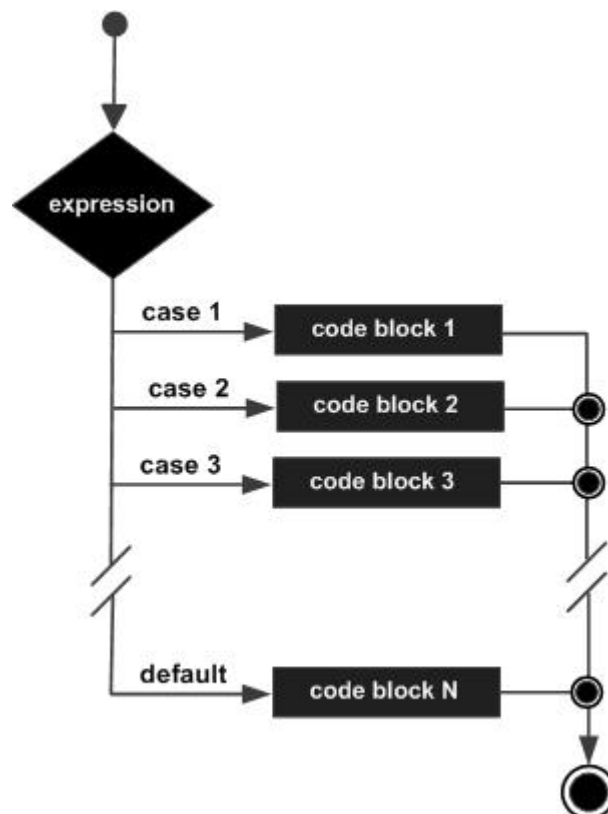 expression
case 1
code block 1
case 2
code block 2
case 3
code block 3
default
code block N